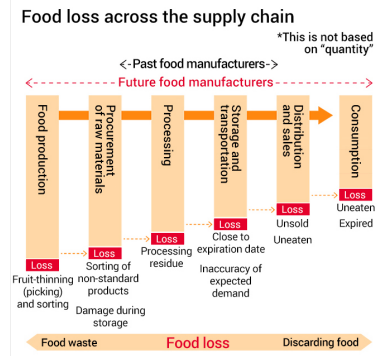 Food loss across the supply chain
*This is not based
on “quantity”
Past food manufacturers
Future food manufacturers
Food production
Procurement
of raw materials
Processing
Storage and
transportation
Distribution
and sales
Consumption
Loss
Fruit-thinning
(picking)
and sorting
Loss
Sorting of
non-standard
products
Damage during
storage
Loss
Processing
residue
Loss
Close to
expiration date
Inaccuracy of
expected
demand
Loss
Unsold
Uneaten
Loss
Uneaten
Expired
Food waste
Food loss
Discarding food